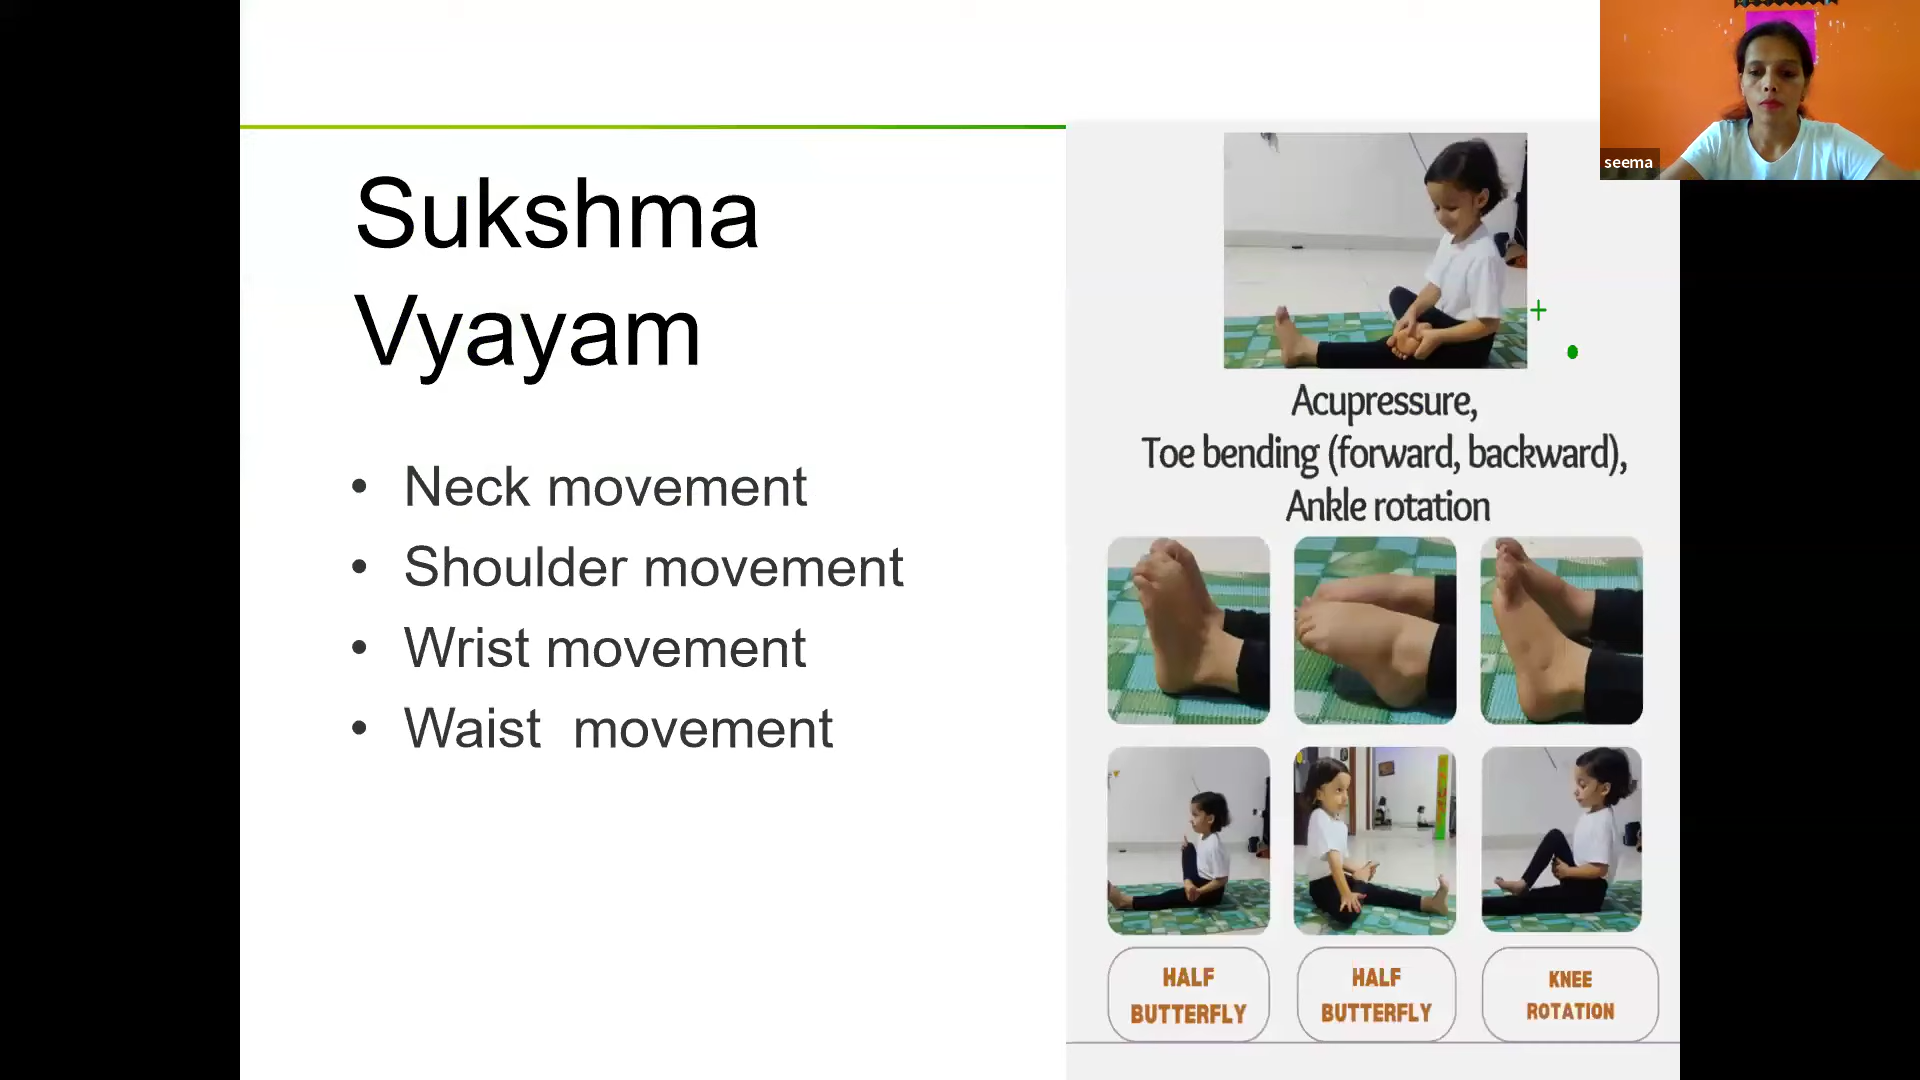 seema
Sukshma
Vyayam
• Neck movement
• Shoulder movement
• Wrist movement
• Waist  movement
Acupressure,
Toe bending (forward, backward),
Ankle rotation
HALF
BUTTERFLY
HALF
BUTTERFLY
KNEE
ROTATION